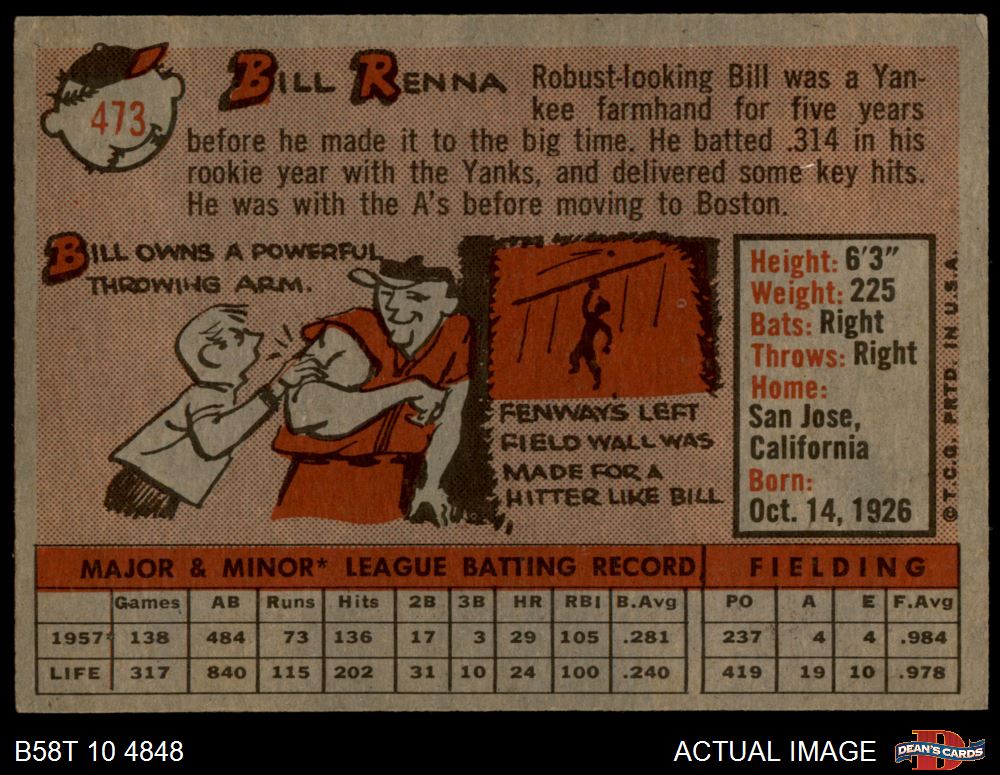 473
BILL RENNA
Robust-looking Bill was a Yan-
kee farmhand for five years
before he made it to the big time. He batted .314 in his
rookie year with the Yanks, and delivered some key hits.
He was with the A's before moving to Boston.
BILL OWNS A POWERFUL
THROWING ARM.
FENWAY'S LEFT
FIELD WALL WAS
MADE FOR A
HITTER LIKE BILL
Height: 6'3"
Weight: 225
Bats: Right
Throws: Right
Home:
San Jose,
California
Born:
Oct. 14, 1926
©T.C.G. PRTD. IN U.S.A.
MAJOR & MINOR* LEAGUE BATTING RECORD FIELDING
Games AB Runs Hits 2B 3B HR RBI B.Avg PO A E F.Avg
1957* 138 484 73 136 17 3 29 105 .281 237 4 4 .984
LIFE 317 840 115 202 31 10 24 100 .240 419 19 10 .978
B58T 10 4848 ACTUAL IMAGE
DEAN'S CARDS